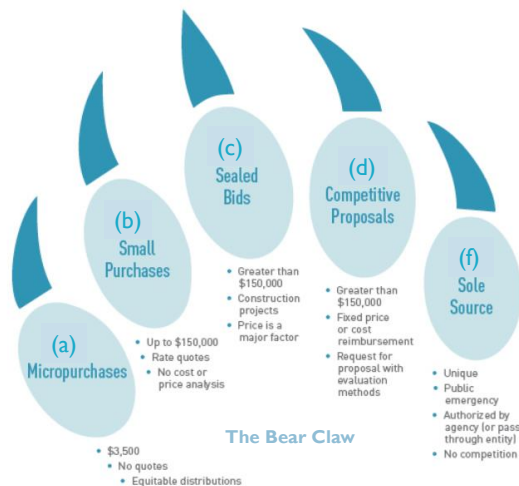 (a)
Micropurchases
• $3,500
• No quotes
• Equitable distributions
(b)
Small
Purchases
• Up to $150,000
• Rate quotes
• No cost or
price analysis
(c)
Sealed
Bids
• Greater than
$150,000
• Construction
projects
• Price is a
major factor
(d)
Competitive
Proposals
• Greater than
$150,000
• Fixed price
or cost
reimbursement
• Request for
proposal with
evaluation
methods
(f)
Sole
Source
• Unique
• Public
emergency
• Authorized by
agency (or pass
through entity)
• No competition
The Bear Claw